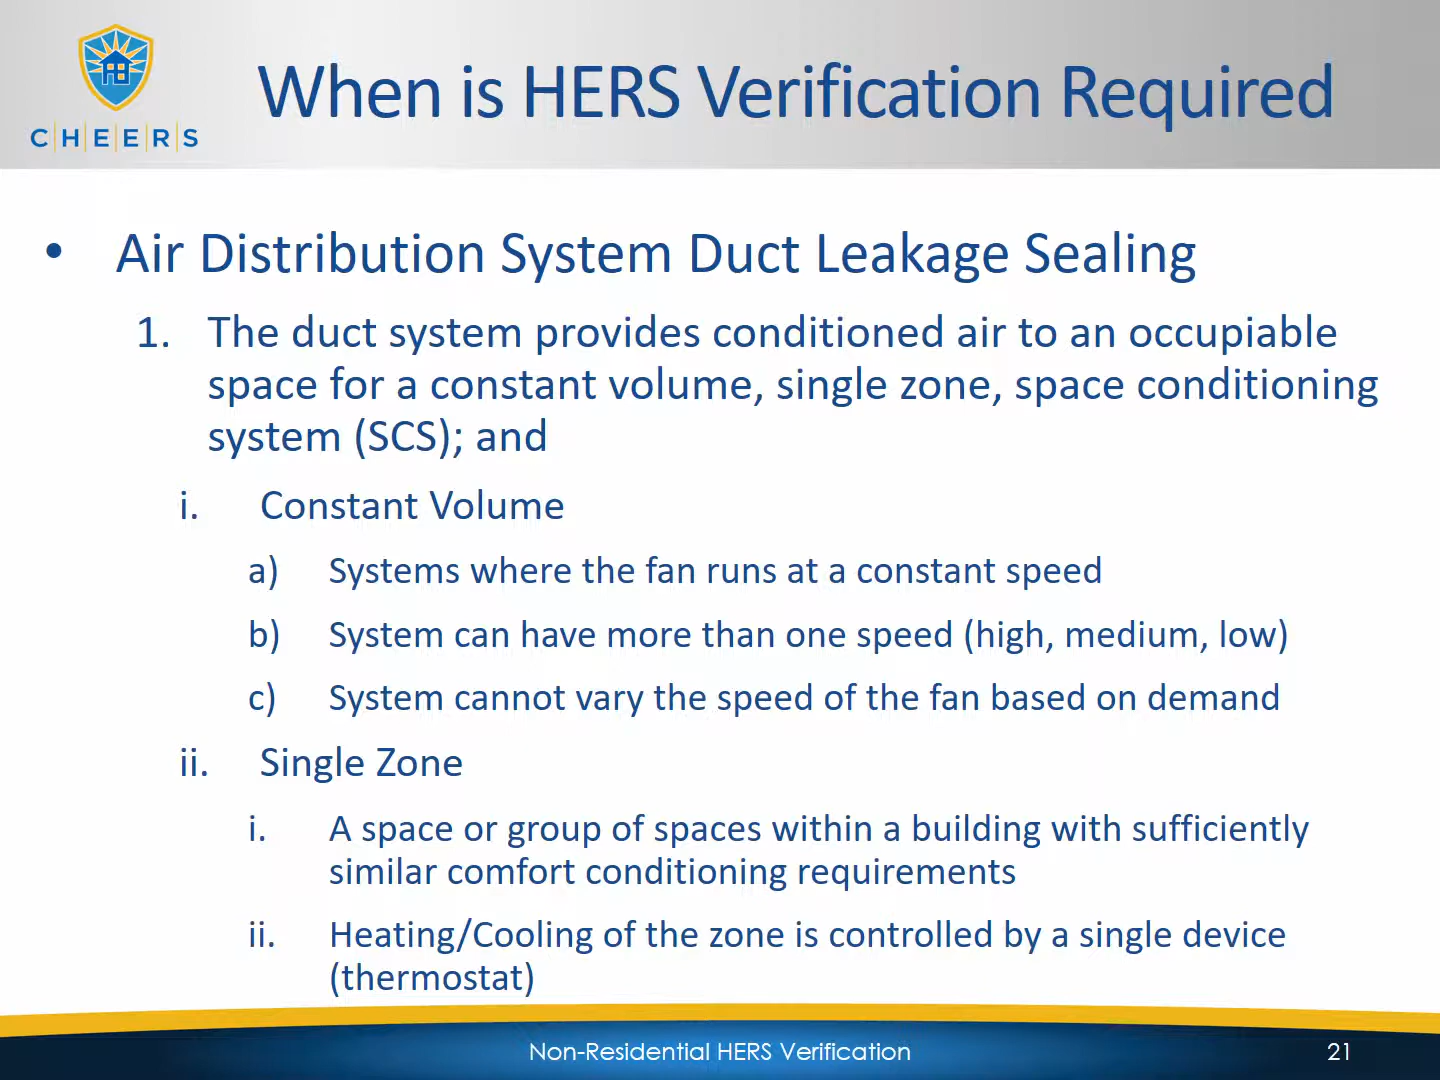 C|H|E|E|R|S
When is HERS Verification Required
• Air Distribution System Duct Leakage Sealing
1. The duct system provides conditioned air to an occupiable
space for a constant volume, single zone, space conditioning
system (SCS); and
i. Constant Volume
a) Systems where the fan runs at a constant speed
b) System can have more than one speed (high, medium, low)
c) System cannot vary the speed of the fan based on demand
ii. Single Zone
i. A space or group of spaces within a building with sufficiently
similar comfort conditioning requirements
ii. Heating/Cooling of the zone is controlled by a single device
(thermostat)
Non-Residential HERS Verification
21